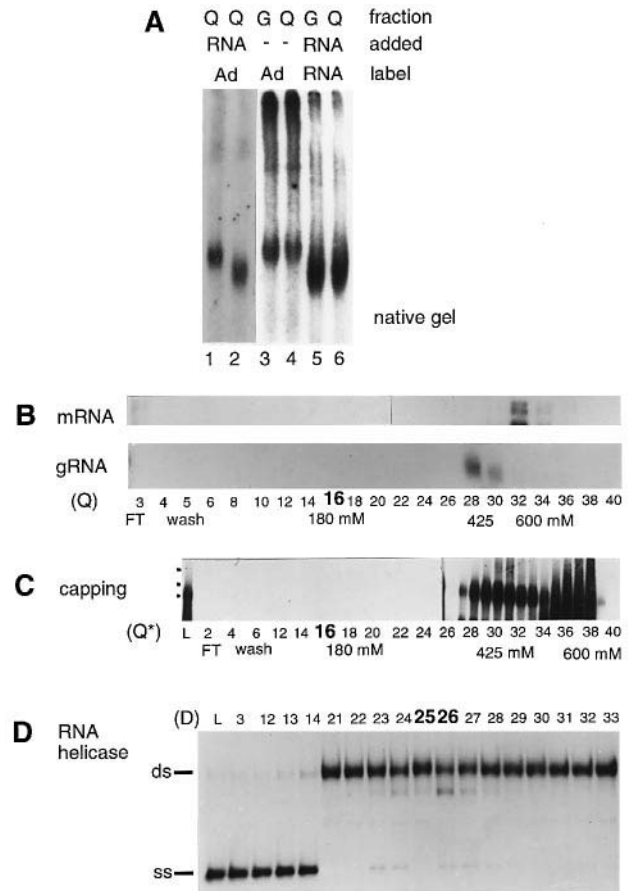 Q Q G Q G Q fraction
A RNA - - RNA added
Ad Ad RNA label
native gel
1 2 3 4 5 6
B mRNA
gRNA
(Q) 3 4 5 6 8 10 12 14 16 18 20 22 24 26 28 30 32 34 36 38 40
FT wash 180 mM 425 600 mM
C capping
(Q*) L 2 4 6 12 14 16 18 20 22 24 26 28 30 32 34 36 38 40
FT wash 180 mM 425 mM 600 mM
D RNA helicase (D) L 3 12 13 14 21 22 23 24 25 26 27 28 29 30 31 32 33
ds
ss